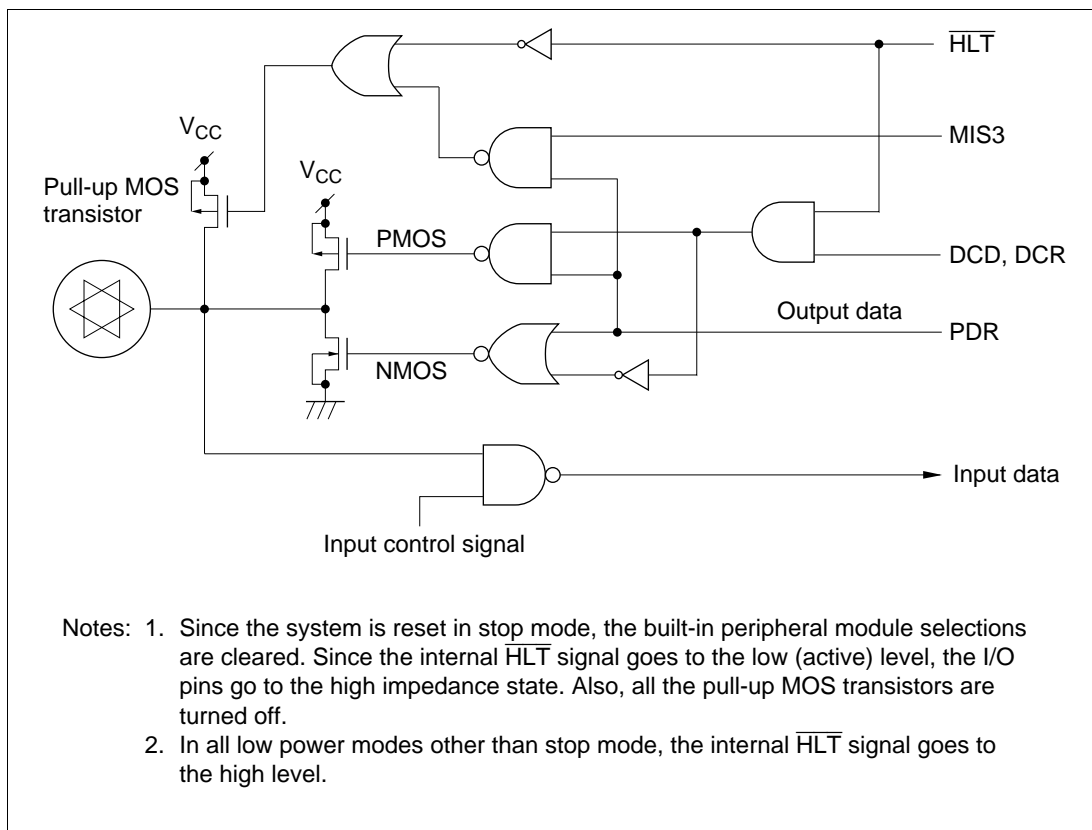 HLT
MIS3
VCC
VCC
Pull-up MOS
transistor
PMOS
DCD, DCR
Output data
PDR
NMOS
Input data
Input control signal
Notes: 1. Since the system is reset in stop mode, the built-in peripheral module selections
are cleared. Since the internal HLT signal goes to the low (active) level, the I/O
pins go to the high impedance state. Also, all the pull-up MOS transistors are
turned off.
2. In all low power modes other than stop mode, the internal HLT signal goes to
the high level.